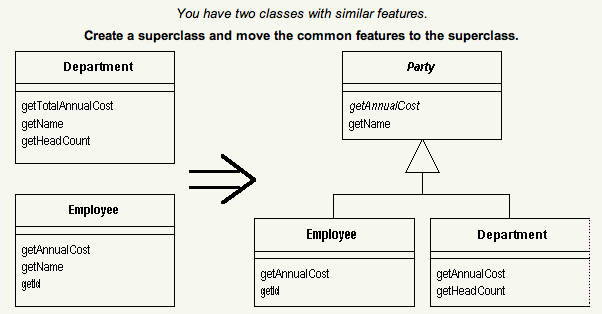 You have two classes with similar features.
Create a superclass and move the common features to the superclass.
Department
getTotalAnnualCost
getName
getHeadCount
Employee
getAnnualCost
getName
getId
Party
getAnnualCost
getName
Employee
getAnnualCost
getId
Department
getAnnualCost
getHeadCount